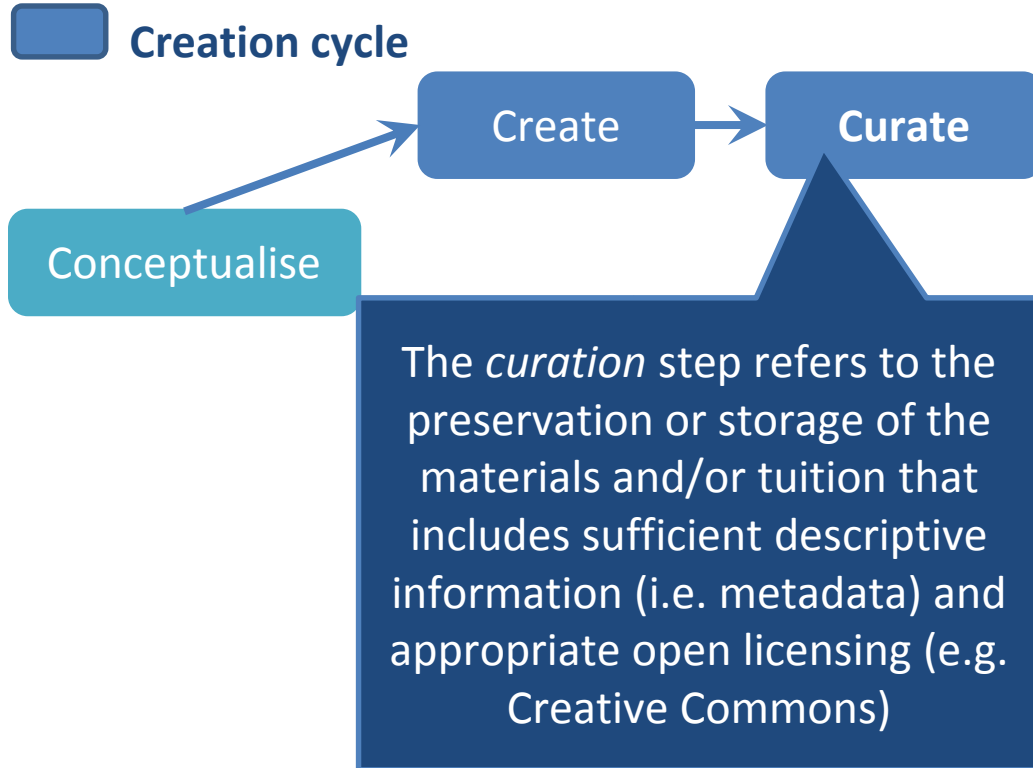 Creation cycle
Create
Curate
Conceptualise
The curation step refers to the
preservation or storage of the
materials and/or tuition that
includes sufficient descriptive
information (i.e. metadata) and
appropriate open licensing (e.g.
Creative Commons)